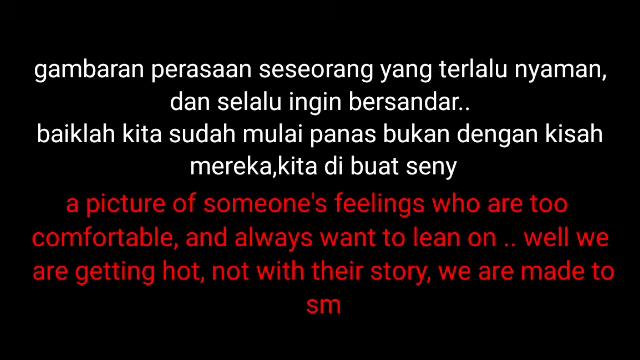 gambaran perasaan seseorang yang terlalu nyaman,
dan selalu ingin bersandar..
baiklah kita sudah mulai panas bukan dengan kisah
mereka,kita di buat seny
a picture of someone's feelings who are too
comfortable, and always want to lean on .. well we
are getting hot, not with their story, we are made to
sm